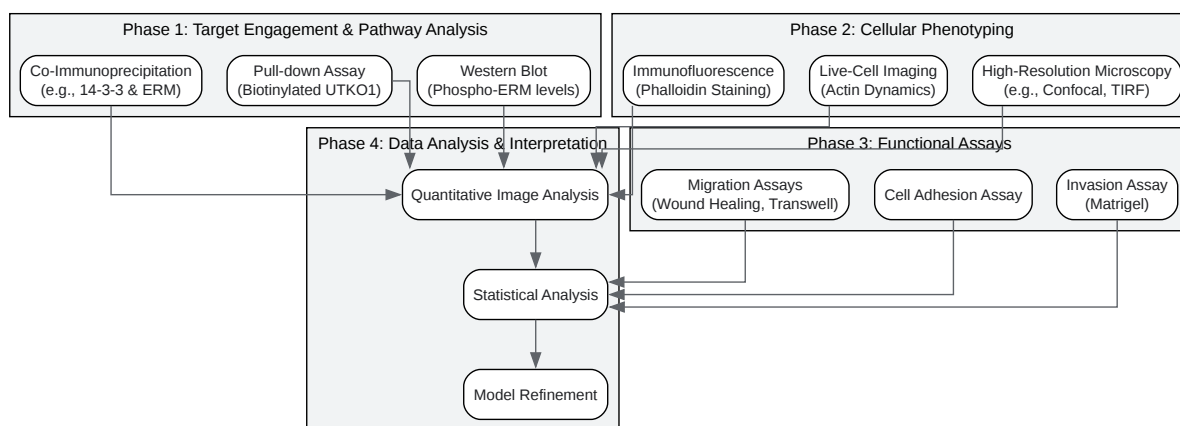 Phase 1: Target Engagement & Pathway Analysis
Co-Immunoprecipitation
(e.g., 14-3-3 & ERM)
Pull-down Assay
(Biotinylated UTKO1)
Western Blot
(Phospho-ERM levels)
Phase 2: Cellular Phenotyping
Immunofluorescence
(Phalloidin Staining)
Live-Cell Imaging
(Actin Dynamics)
High-Resolution Microscopy
(e.g., Confocal, TIRF)
Phase 4: Data Analysis & Interpretation
Quantitative Image Analysis
Statistical Analysis
Model Refinement
Phase 3: Functional Assays
Migration Assays
(Wound Healing, Transwell)
Cell Adhesion Assay
Invasion Assay
(Matrigel)